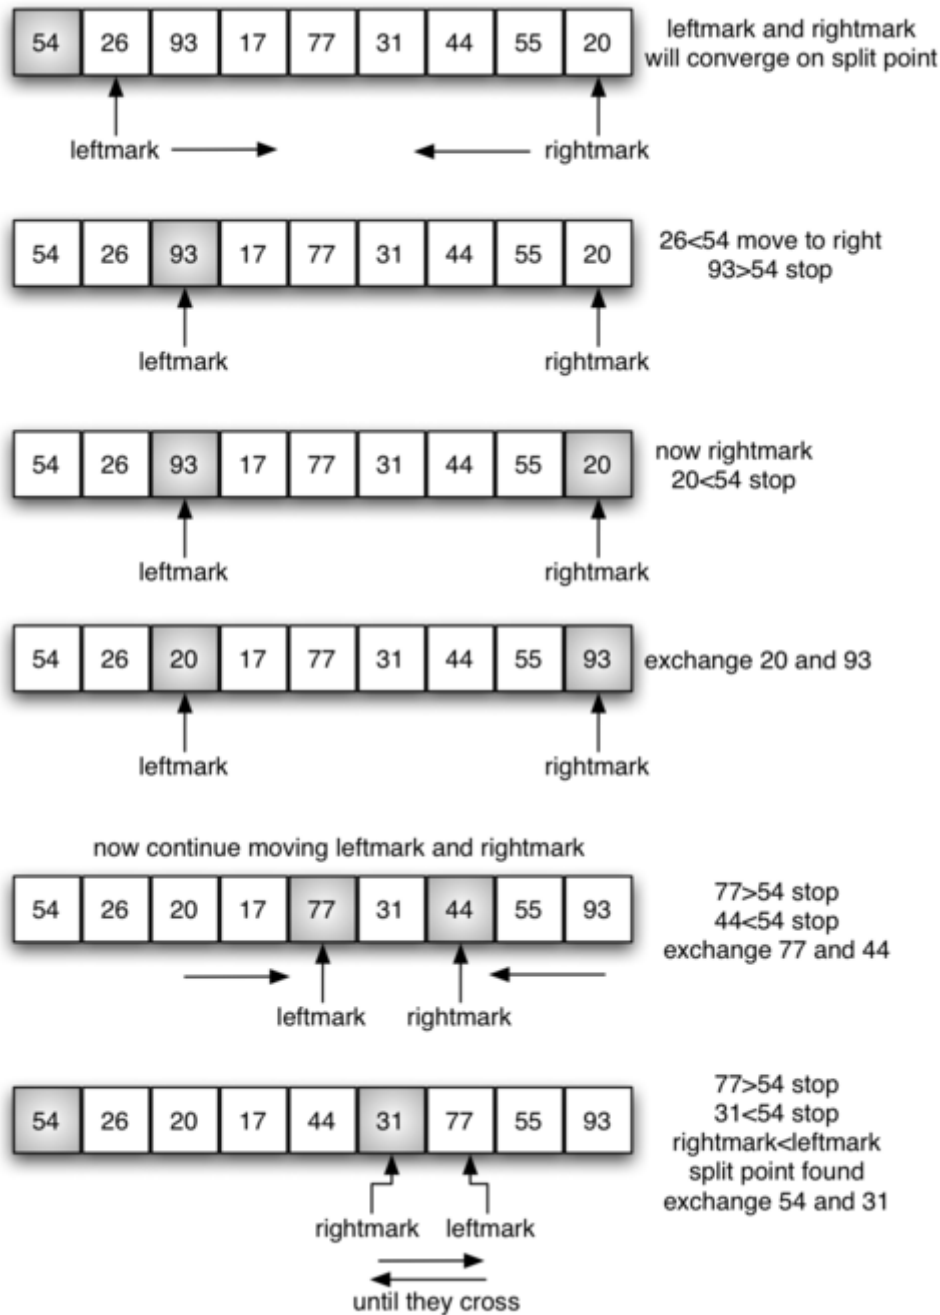 54 26 93 17 77 31 44 55 20
leftmark and rightmark
will converge on split point
leftmark rightmark
54 26 93 17 77 31 44 55 20
26<54 move to right
93>54 stop
leftmark rightmark
54 26 93 17 77 31 44 55 20
now rightmark
20<54 stop
leftmark rightmark
54 26 20 17 77 31 44 55 93
exchange 20 and 93
leftmark rightmark
now continue moving leftmark and rightmark
54 26 20 17 77 31 44 55 93
77>54 stop
44<54 stop
exchange 77 and 44
leftmark rightmark
54 26 20 17 44 31 77 55 93
77>54 stop
31<54 stop
rightmark<leftmark
split point found
exchange 54 and 31
rightmark leftmark
until they cross